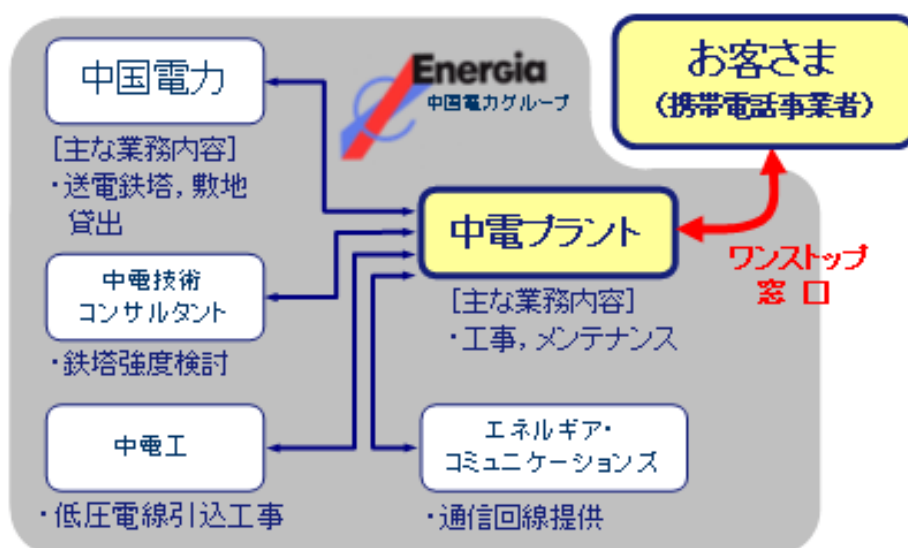 中国電力
[主な業務内容]
・送電鉄塔，敷地
貸出
Energia
中国電力グループ
お客さま
（携帯電話事業者）
中電プラント
[主な業務内容]
・工事，メンテナンス
ワンストップ
窓口
中電技術
コンサルタント
・鉄塔強度検討
中電工
・低圧電線引込工事
エネルギア・
コミュニケーションズ
・通信回線提供